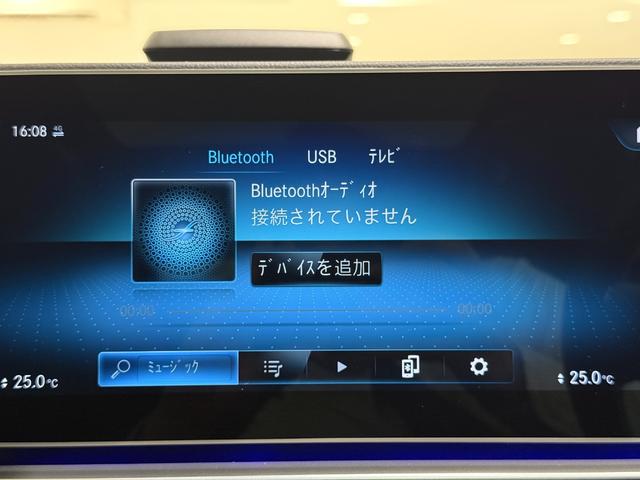 16:08 4G
Bluetooth USB ﾃﾚﾋﾞ
Bluetoothｵｰﾃﾞｨｵ
接続されていません
ﾃﾞﾊﾞｲｽを追加
00:00 00:00
ﾐｭｰｼﾞｯｸ
25.0°C 25.0°C